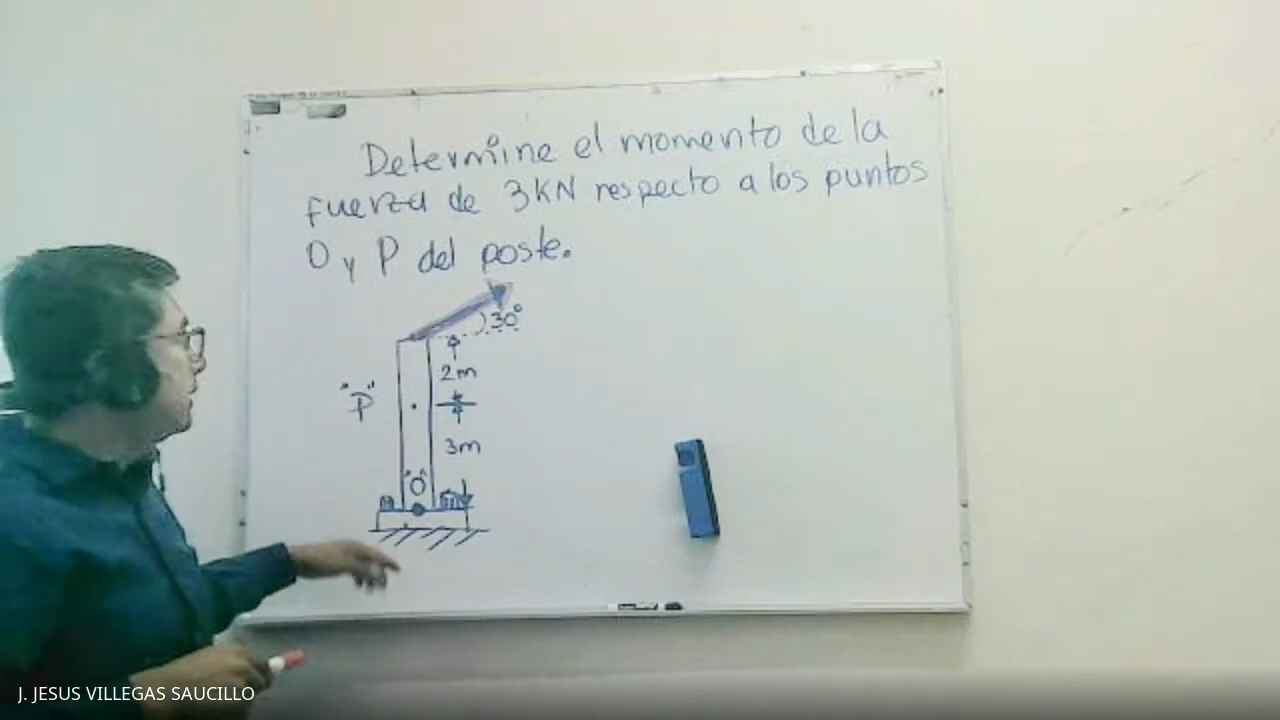 Determine el momento de la
fuerza de 3KN respecto a los puntos
O y P del poste.
30°
2m
"P"
3m
"O"
J. JESUS VILLEGAS SAUCILLO